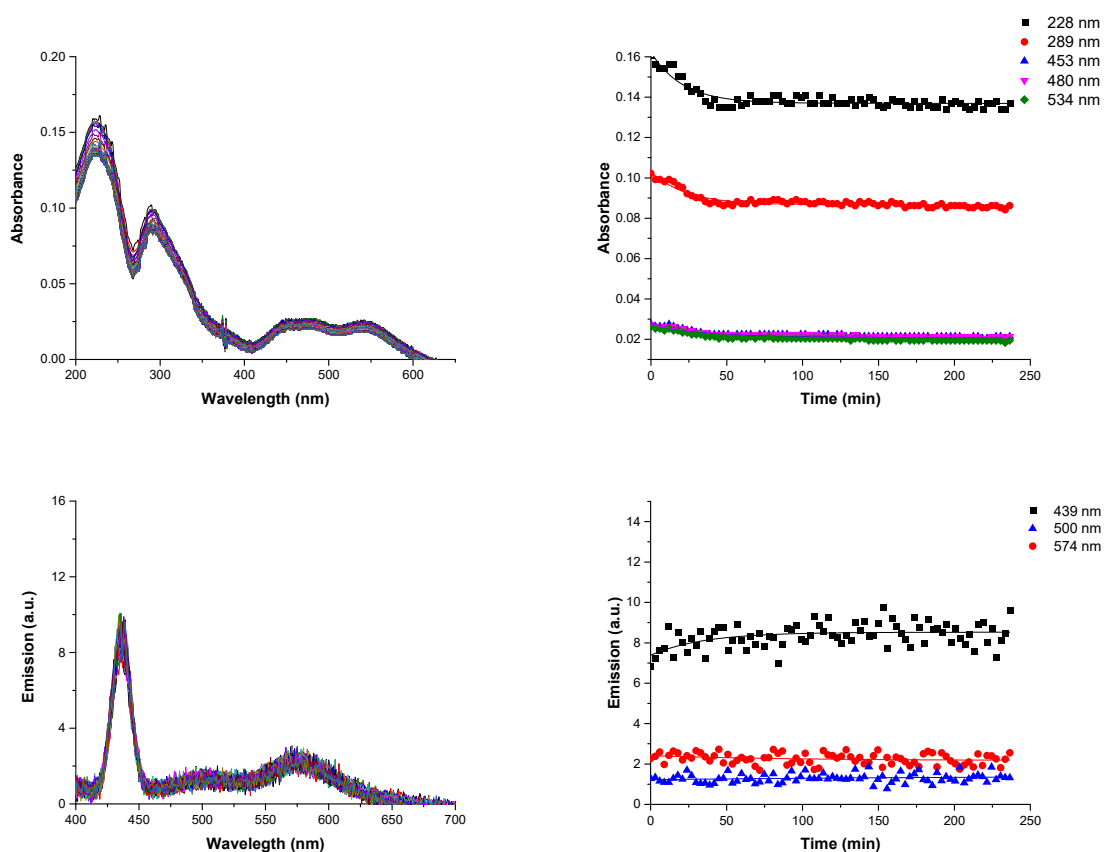 0.20
0.15
0.10
0.05
0.00
Absorbance
200 300 400 500 600
Wavelength (nm)
0.16
0.14
0.12
0.10
0.08
0.06
0.04
0.02
Absorbance
0 50 100 150 200 250
Time (min)
228 nm
289 nm
453 nm
480 nm
534 nm
16
12
8
4
0
Emission (a.u.)
400 450 500 550 600 650 700
Wavelegth (nm)
14
12
10
8
6
4
2
0
Emission (a.u.)
0 50 100 150 200 250
Time (min)
439 nm
500 nm
574 nm